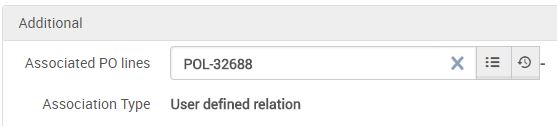 Additional
Associated PO lines POL-32688 -
Association Type User defined relation